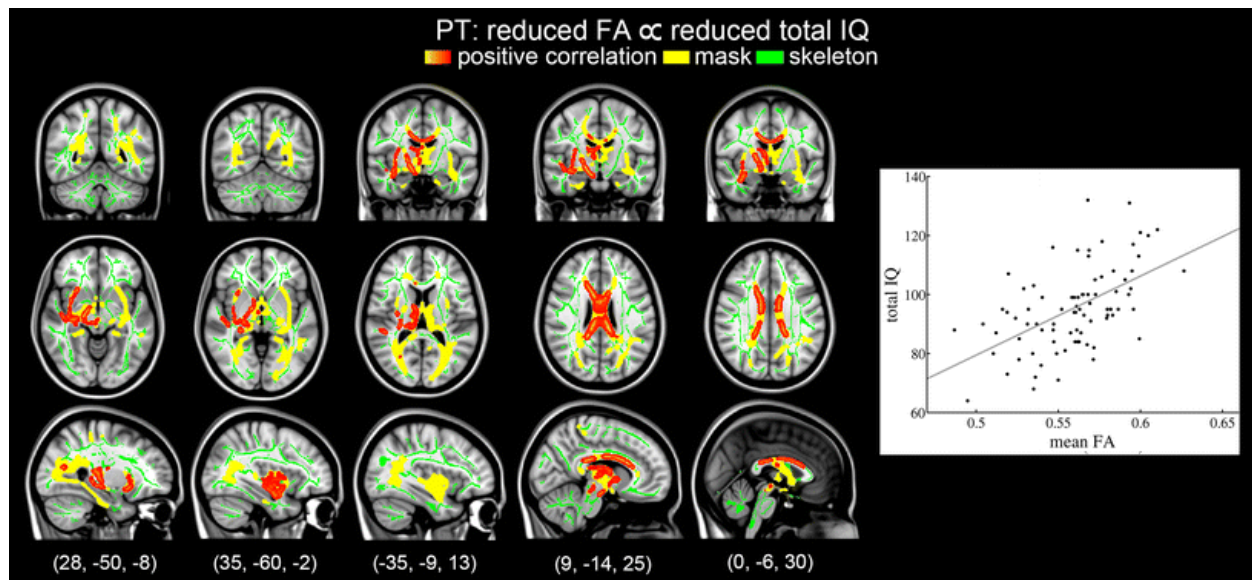 PT: reduced FA ∝ reduced total IQ
positive correlation mask skeleton
140
120
100
80
60
total IQ
0.5 0.55 0.6 0.65
mean FA
(28, -50, -8) (35, -60, -2) (-35, -9, 13) (9, -14, 25) (0, -6, 30)